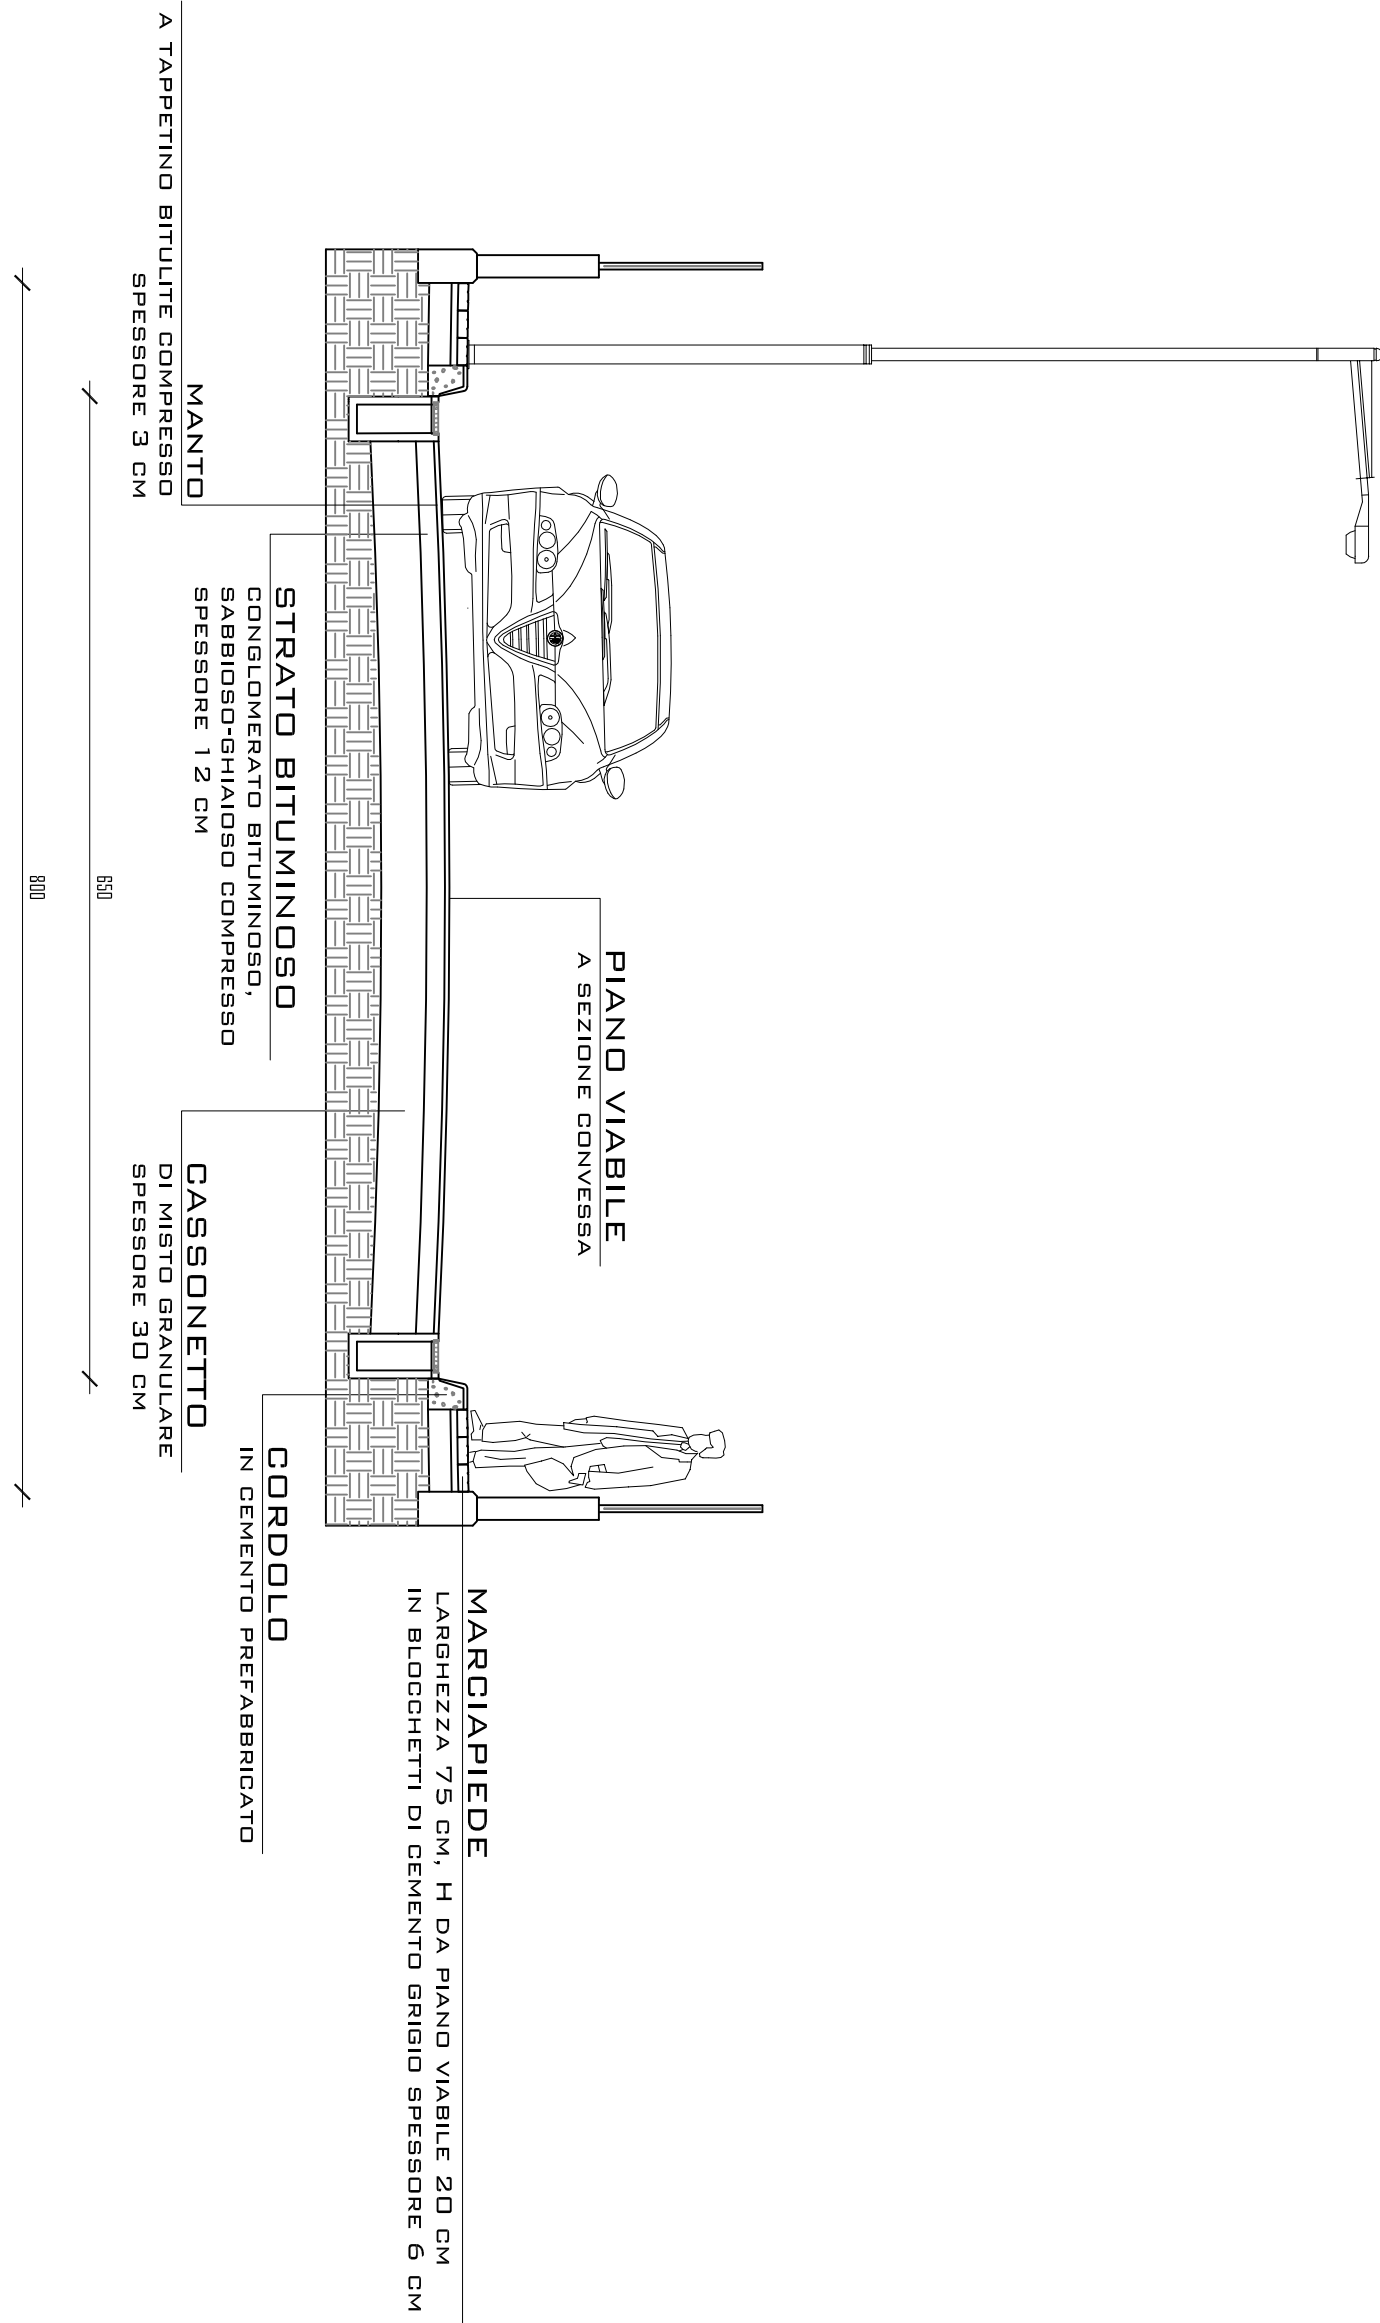 PIANO VIABILE
A SEZIONE CONVESSA
MARCIAPIEDE
LARGHEZZA 75 CM, H DA PIANO VIABILE 20 CM
IN BLOCCHETTI DI CEMENTO GRIGIO SPESSORE 6 CM
MANTO
A TAPPETINO BITULITE COMPRESSO
SPESSORE 3 CM
STRATO BITUMINOSO
CONGLOMERATO BITUMINOSO,
SABBIOSO-GHIAIOSO COMPRESSO
SPESSORE 12 CM
CASSONETTO
DI MISTO GRANULARE
SPESSORE 30 CM
CORDOLO
IN CEMENTO PREFABBRICATO
650
800